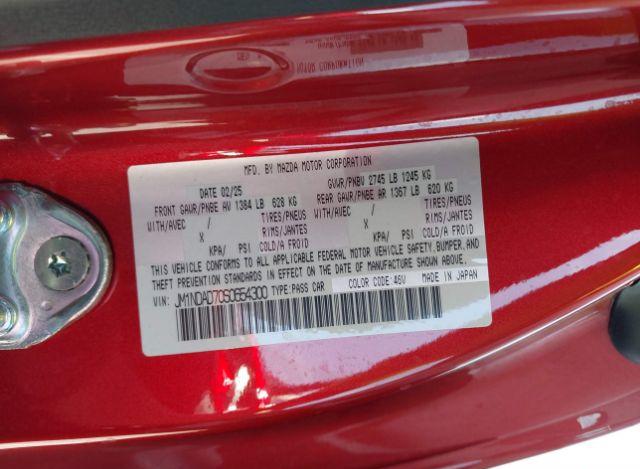 MFD. BY MAZDA MOTOR CORPORATION
DATE 02/25 GVWR/PNBV 2745 LB 1245 KG
FRONT GAWR/PNBE AV 1384 LB 628 KG REAR GAWR/PNBE AR 1367 LB 620 KG
WITH/AVEC / TIRES/PNEUS WITH/AVEC / TIRES/PNEUS
X RIMS/JANTES X RIMS/JANTES
KPA/ PSI COLD/A FROID KPA/ PSI COLD/A FROID
THIS VEHICLE CONFORMS TO ALL APPLICABLE FEDERAL MOTOR VEHICLE SAFETY, BUMPER, AND
THEFT PREVENTION STANDARDS IN EFFECT ON THE DATE OF MANUFACTURE SHOWN ABOVE.
VIN: JM1NDAD70S0654300 TYPE: PASS CAR COLOR CODE: 46V MADE IN JAPAN